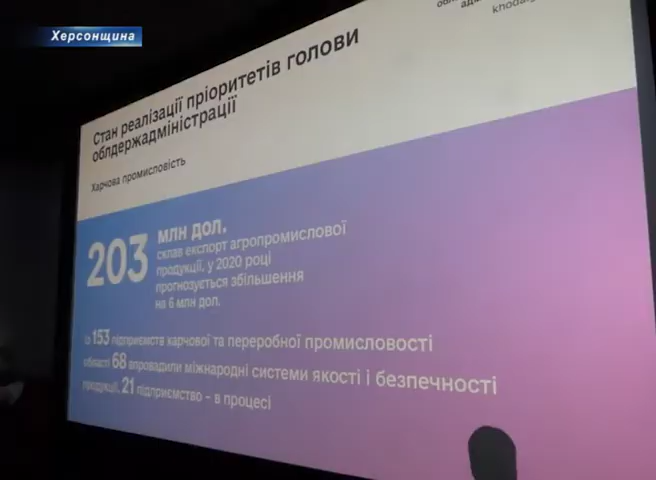 Херсонщина
Стан реалізації пріоритетів голови
облдержадміністрації
Харчова промисловість
203 млн дол.
склав експорт агропромислової
продукції, у 2020 році
прогнозується збільшення
на 6 млн дол.
Із 153 підприємств харчової та переробної промисловості
області 68 впровадили міжнародні системи якості і безпечності
продукції, 21 підприємство – в процесі